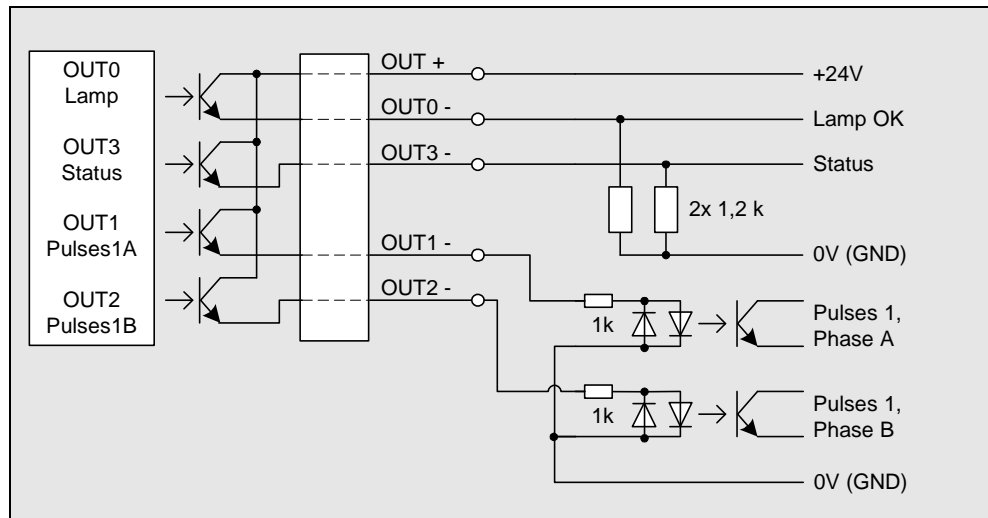 OUT0
Lamp
OUT3
Status
OUT1
Pulses1A
OUT2
Pulses1B
OUT +
OUT0 -
OUT3 -
OUT1 -
OUT2 -
+24V
Lamp OK
Status
2x 1,2 k
0V (GND)
1k
Pulses 1,
Phase A
1k
Pulses 1,
Phase B
0V (GND)